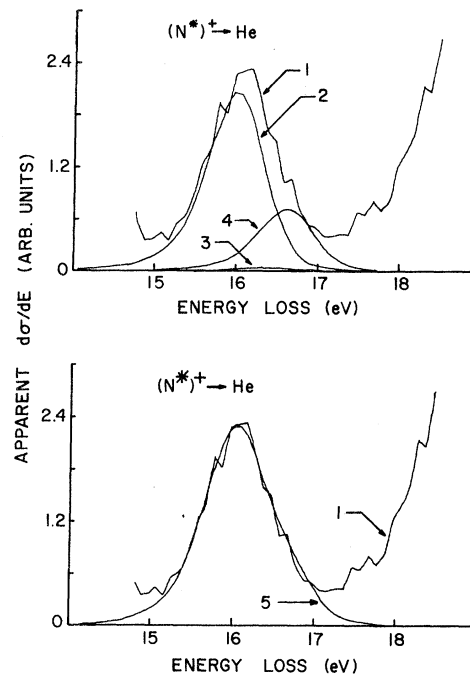 (N*)+ → He
2.4
1.2
0
1
2
4
3
15 16 17 18
ENERGY LOSS (eV)
APPARENT dσ/dE (ARB. UNITS)
(N*)+ → He
2.4
1.2
0
1
5
15 16 17 18
ENERGY LOSS (eV)